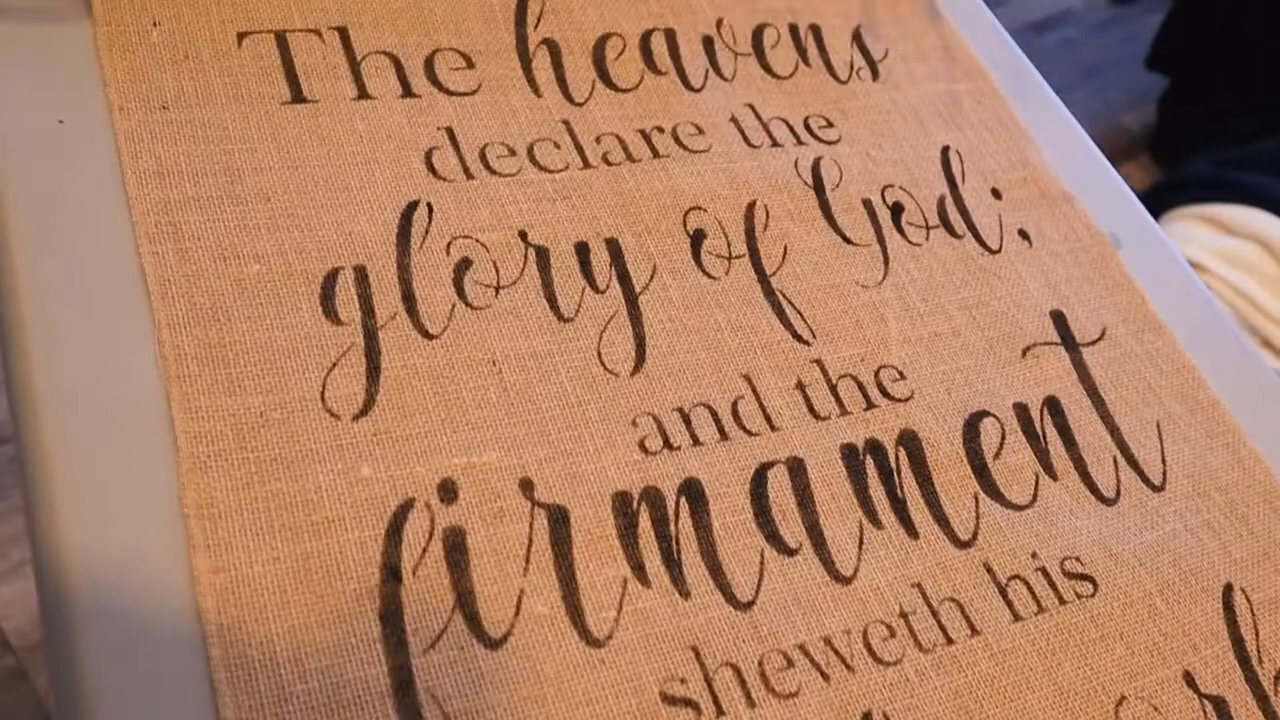 The heavens
declare the
glory of God;
and the
firmament
sheweth his